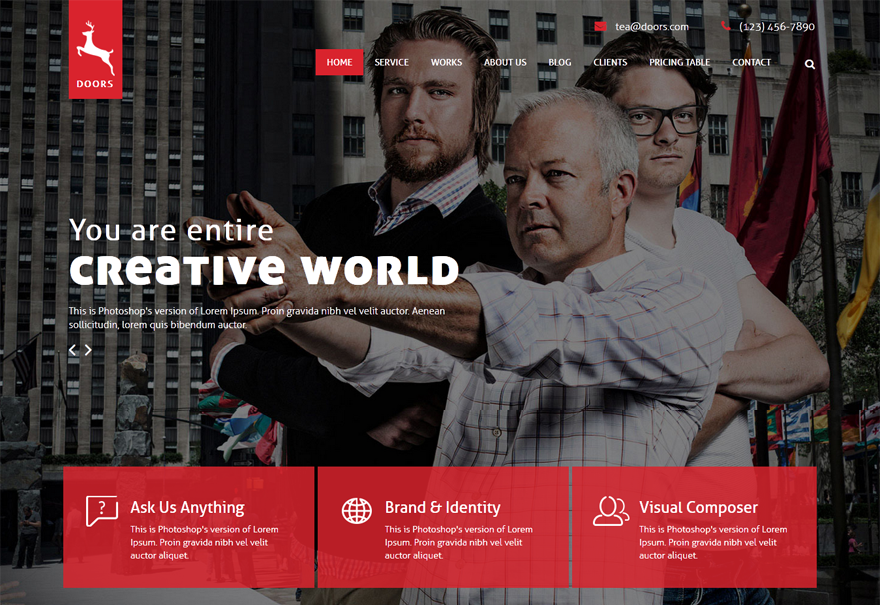 tea@doors.com (123) 456-7890
DOORS
HOME SERVICE WORKS ABOUT US BLOG CLIENTS PRICING TABLE CONTACT
You are entire
CREATIVE WORLD
This is Photoshop's version of Lorem Ipsum. Proin gravida nibh vel velit auctor. Aenean
sollicitudin, lorem quis bibendum auctor.
?
Ask Us Anything
This is Photoshop's version of Lorem
Ipsum. Proin gravida nibh vel velit
auctor aliquet.
Brand & Identity
This is Photoshop's version of Lorem
Ipsum. Proin gravida nibh vel velit
auctor aliquet.
Visual Composer
This is Photoshop's version of Lorem
Ipsum. Proin gravida nibh vel velit
auctor aliquet.